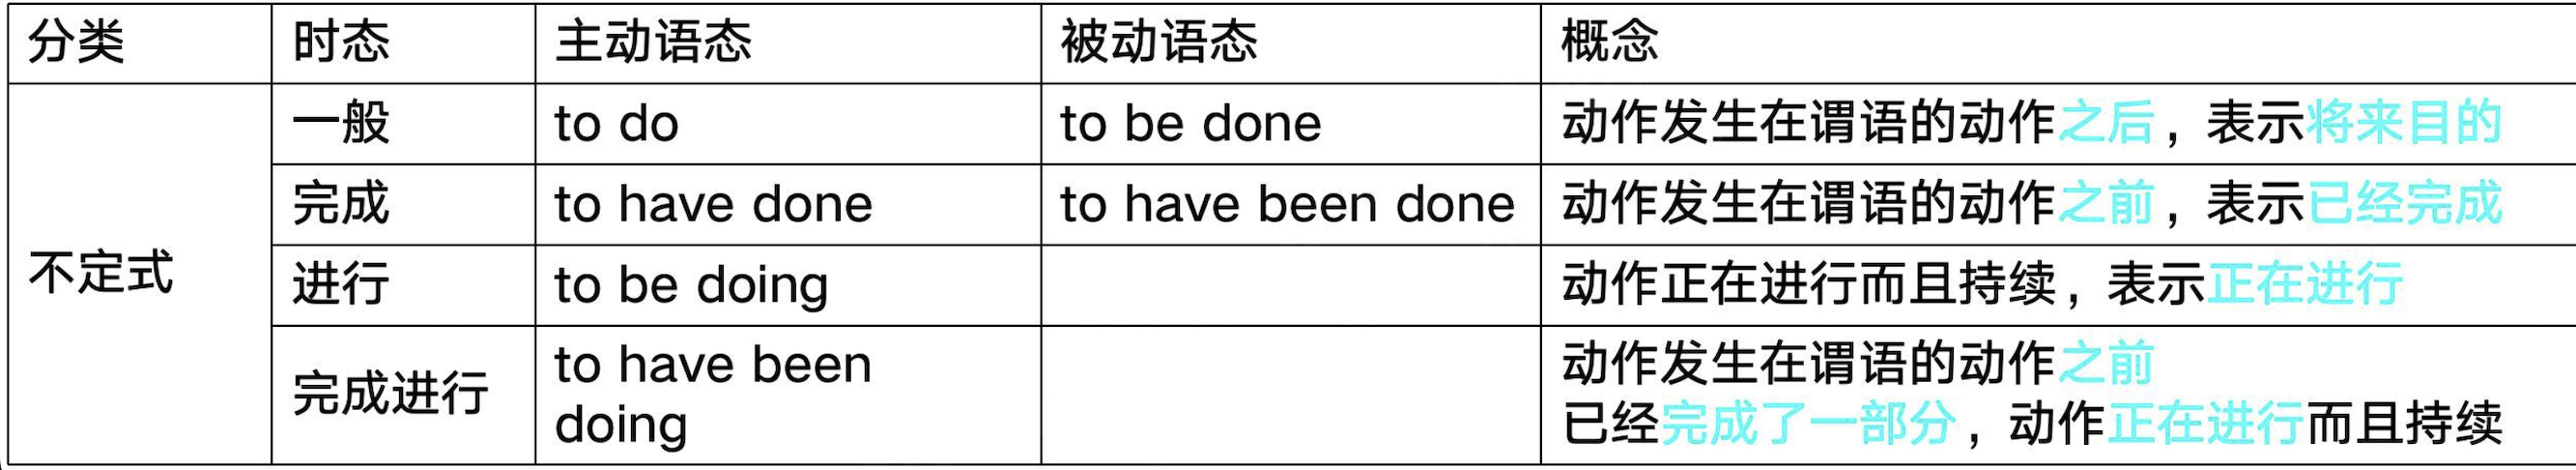 分类 时态 主动语态 被动语态 概念
一般 to do to be done 动作发生在谓语的动作之后，表示将来目的
完成 to have done to have been done 动作发生在谓语的动作之前，表示已经完成
不定式
进行 to be doing 动作正在进行而且持续，表示正在进行
完成进行 to have been doing
动作发生在谓语的动作之前
已经完成了一部分，动作正在进行而且持续